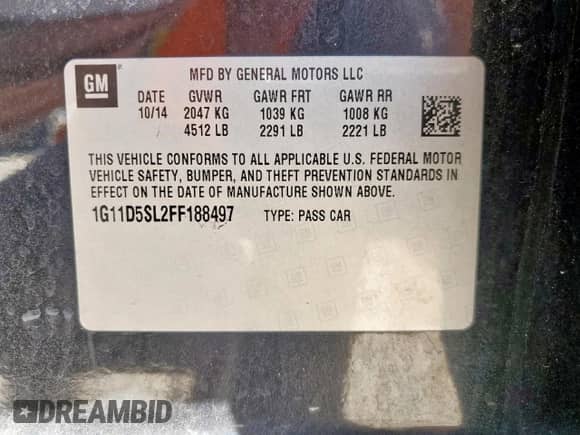 GM
MFD BY GENERAL MOTORS LLC
DATE GVWR GAWR FRT GAWR RR
10/14 2047 KG 1039 KG 1008 KG
4512 LB 2291 LB 2221 LB
THIS VEHICLE CONFORMS TO ALL APPLICABLE U.S. FEDERAL MOTOR
VEHICLE SAFETY, BUMPER, AND THEFT PREVENTION STANDARDS IN
EFFECT ON THE DATE OF MANUFACTURE SHOWN ABOVE.
1G11D5SL2FF188497 TYPE: PASS CAR
DREAMBID